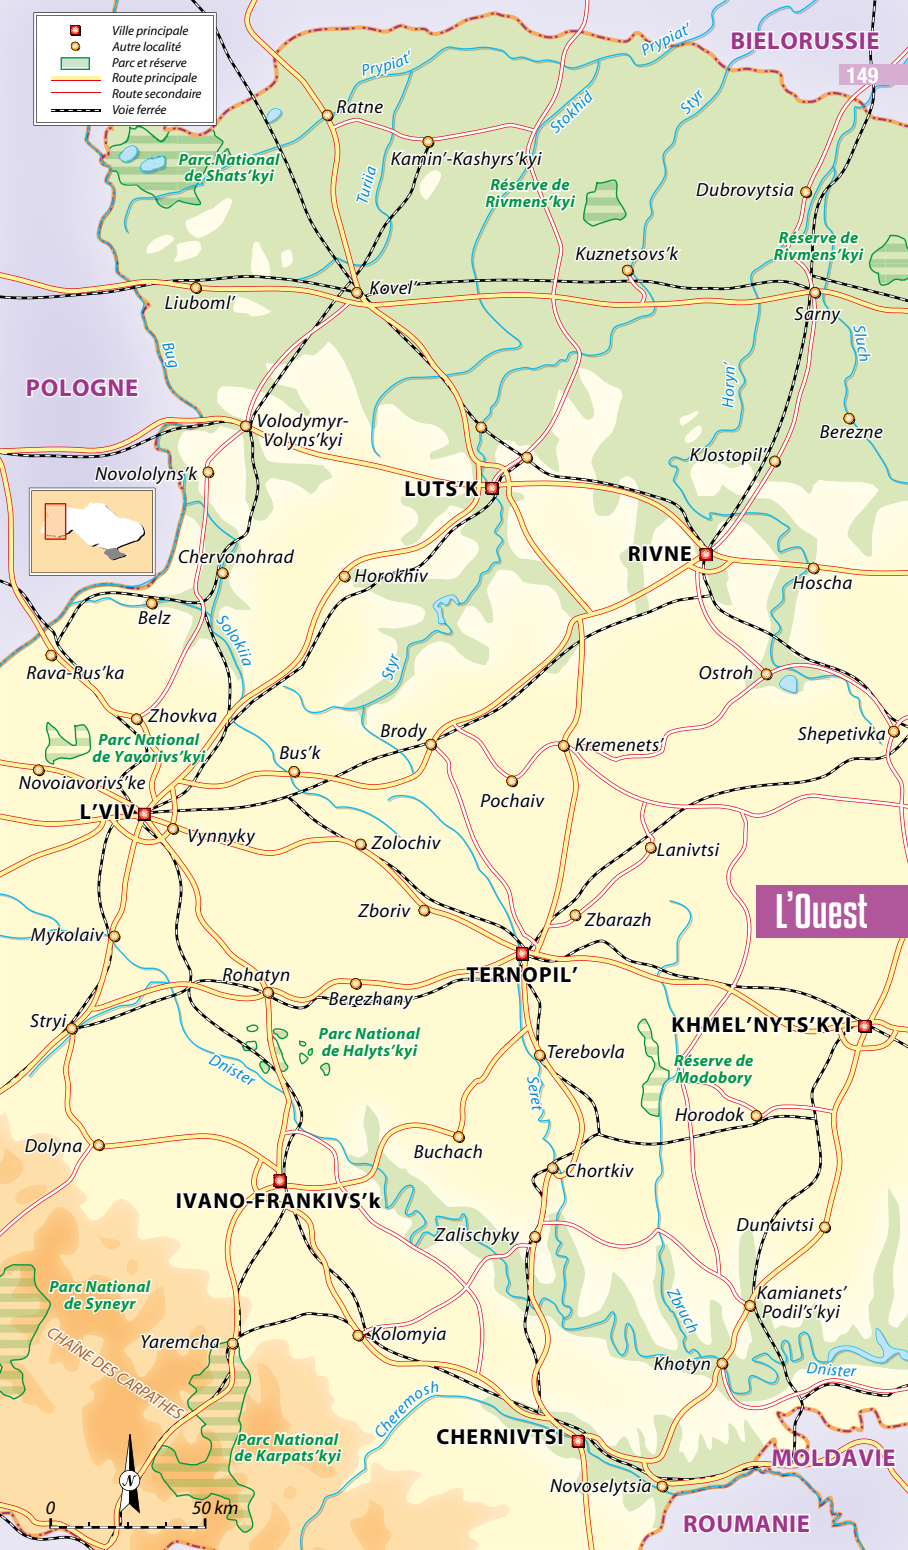 Ville principale
Autre localité
Parc et réserve
Route principale
Route secondaire
Voie ferrée
BIELORUSSIE
149
Prypiat'
Prypiat'
Styr
Stokhid
Ratne
Kamin'-Kashyrs'kyi
Parc National
de Shats'kyi
Turiia
Réserve de
Rivmens'kyi
Dubrovytsia
Réserve de
Rivmens'kyi
Kuznetsovs'k
Liuboml'
Kovel'
Sarny
Bug
Sluch
Horyn'
POLOGNE
Volodymyr-
Volyns'kyi
Berezne
KJostopil'
Novololyns'k
LUTS'K
RIVNE
Chervonohrad
Horokhiv
Hoscha
Belz
Solokiia
Styr
Rava-Rus'ka
Ostroh
Zhovkva
Brody
Kremenets'
Shepetivka
Parc National
de Yavorivs'kyi
Bus'k
Novoiavorivs'ke
Pochaiv
L'VIV
Vynnyky
Zolochiv
Lanivtsi
Zboriv
Zbarazh
L'Ouest
Mykolaiv
TERNOPIL'
Rohatyn
Berezhany
Stryi
KHMEL'NYTS'KYI
Parc National
de Halyts'kyi
Dnister
Terebovla
Réserve de
Modobory
Seret
Horodok
Dolyna
Buchach
Chortkiv
IVANO-FRANKIVS'k
Zalischyky
Dunaivtsi
Parc National
de Syneyr
Zbruch
Kamianets'
Podil's'kyi
CHAÎNE DES CARPATHES
Yaremcha
Kolomyia
Khotyn
Dnister
Cheremosh
CHERNIVTSI
Parc National
de Karpats'kyi
MOLDAVIE
Novoselytsia
N
0
50 km
ROUMANIE